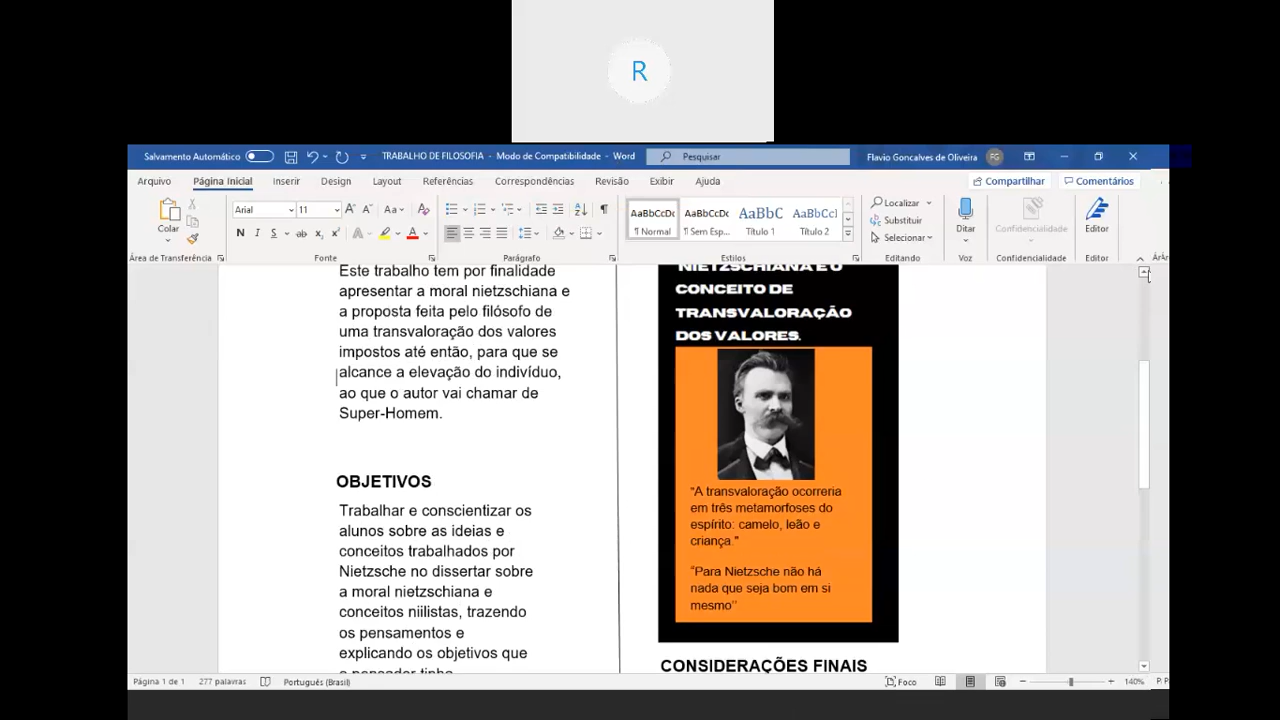 R
Salvamento Automático
TRABALHO DE FILOSOFIA - Modo de Compatibilidade - Word
Pesquisar
Flavio Goncalves de Oliveira
FG
Arquivo
Página Inicial
Inserir
Design
Layout
Referências
Correspondências
Revisão
Exibir
Ajuda
Compartilhar
Comentários
Colar
Arial
11
Aa
N I S ab x₂ x²
AaBbCcDc
¶ Normal
AaBbCcDc
¶ Sem Esp...
AaBbC
Título 1
AaBbCcI
Título 2
Localizar
Substituir
Selecionar
Ditar
Confidencialidade
Editor
Área de Transferência
Fonte
Parágrafo
Estilos
Editando
Voz
Confidencialidade
Editor
Este trabalho tem por finalidade
apresentar a moral nietzschiana e
a proposta feita pelo filósofo de
uma transvaloração dos valores
impostos até então, para que se
alcance a elevação do indivíduo,
ao que o autor vai chamar de
Super-Homem.
OBJETIVOS
Trabalhar e conscientizar os
alunos sobre as ideias e
conceitos trabalhados por
Nietzsche no dissertar sobre
a moral nietzschiana e
conceitos niilistas, trazendo
os pensamentos e
explicando os objetivos que
o pensador tinha
NIETZSCHIANA E O
CONCEITO DE
TRANSVALORAÇÃO
DOS VALORES.
"A transvaloração ocorreria
em três metamorfoses do
espírito: camelo, leão e
criança."
"Para Nietzsche não há
nada que seja bom em si
mesmo"
CONSIDERAÇÕES FINAIS
Página 1 de 1
277 palavras
Português (Brasil)
Foco
140%